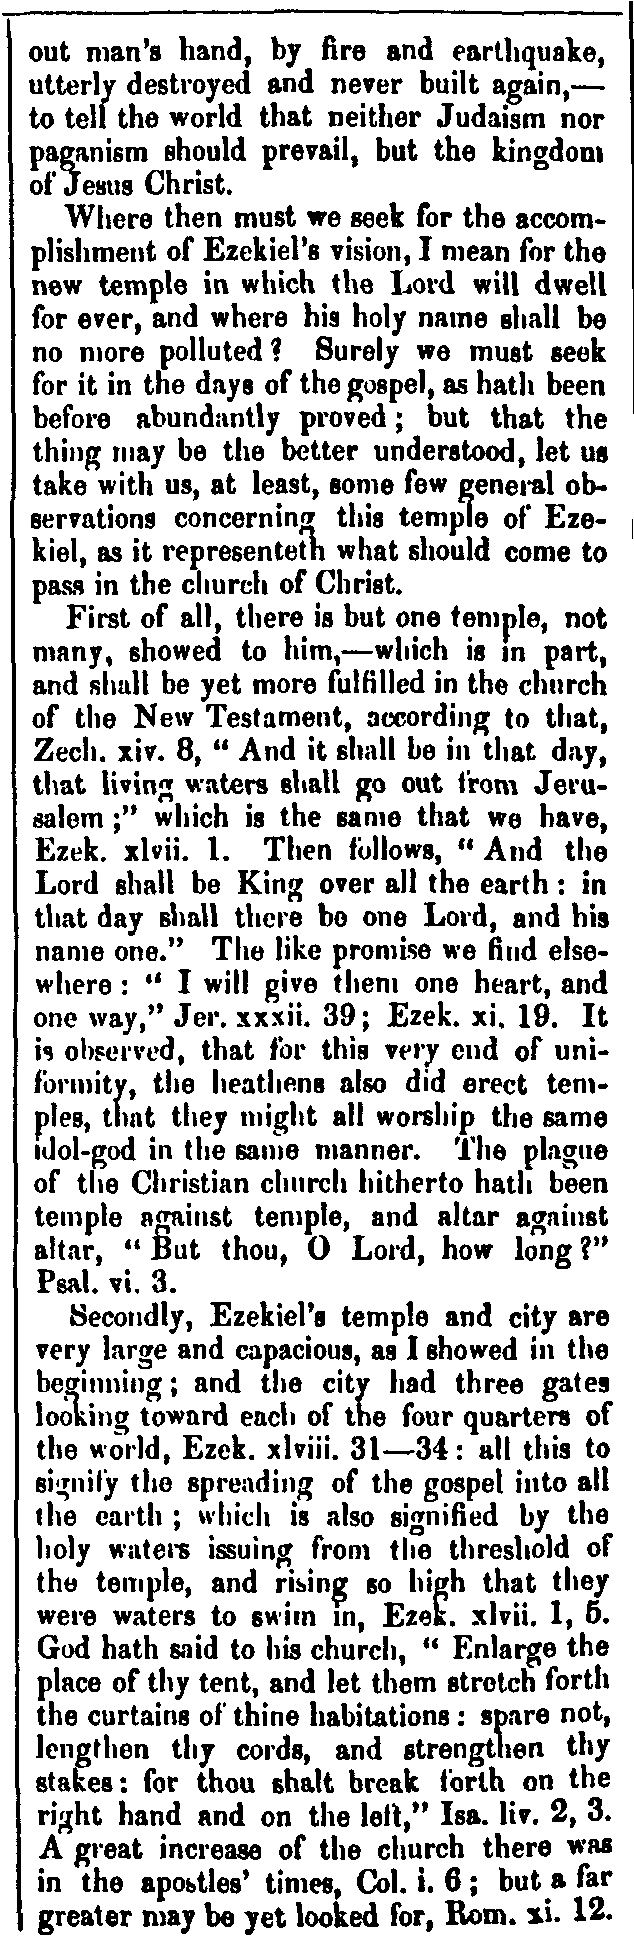 out man's hand, by fire and earthquake,
utterly destroyed and never built again,—
to tell the world that neither Judaism nor
paganism should prevail, but the kingdom
of Jesus Christ.
Where then must we seek for the accom-
plishment of Ezekiel's vision, I mean for the
new temple in which the Lord will dwell
for ever, and where his holy name shall be
no more polluted? Surely we must seek
for it in the days of the gospel, as hath been
before abundantly proved; but that the
thing may be the better understood, let us
take with us, at least, some few general ob-
servations concerning this temple of Eze-
kiel, as it representeth what should come to
pass in the church of Christ.
First of all, there is but one temple, not
many, showed to him,—which is in part,
and shall be yet more fulfilled in the church
of the New Testament, according to that,
Zech. xiv. 8, "And it shall be in that day,
that living waters shall go out from Jeru-
salem;" which is the same that we have,
Ezek. xlvii. 1. Then follows, "And the
Lord shall be King over all the earth: in
that day shall there be one Lord, and his
name one." The like promise we find else-
where: "I will give them one heart, and
one way," Jer. xxxii. 39; Ezek. xi. 19. It
is observed, that for this very end of uni-
formity, the heathens also did erect tem-
ples, that they might all worship the same
idol-god in the same manner. The plague
of the Christian church hitherto hath been
temple against temple, and altar against
altar, "But thou, O Lord, how long?"
Psal. vi. 3.
Secondly, Ezekiel's temple and city are
very large and capacious, as I showed in the
beginning; and the city had three gates
looking toward each of the four quarters of
the world, Ezek. xlviii. 31—34: all this to
signify the spreading of the gospel into all
the earth; which is also signified by the
holy waters issuing from the threshold of
the temple, and rising so high that they
were waters to swim in, Ezek. xlvii. 1, 5.
God hath said to his church, "Enlarge the
place of thy tent, and let them stretch forth
the curtains of thine habitations: spare not,
lengthen thy cords, and strengthen thy
stakes: for thou shalt break forth on the
right hand and on the left," Isa. liv. 2, 3.
A great increase of the church there was
in the apostles' times, Col. i. 6; but a far
greater may be yet looked for, Rom. xi. 12.